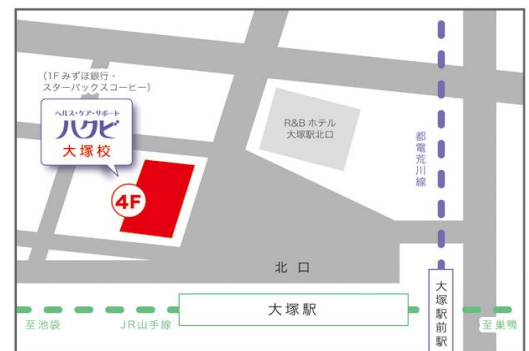 (1F みずほ銀行・
スターバックスコーヒー)
ヘルス・ケア・サポート
ハクビ
大塚校
4F
R&B ホテル
大塚駅北口
都電荒川線
北 口
大塚駅
大塚駅前駅
至池袋
JR山手線
至巣鴨